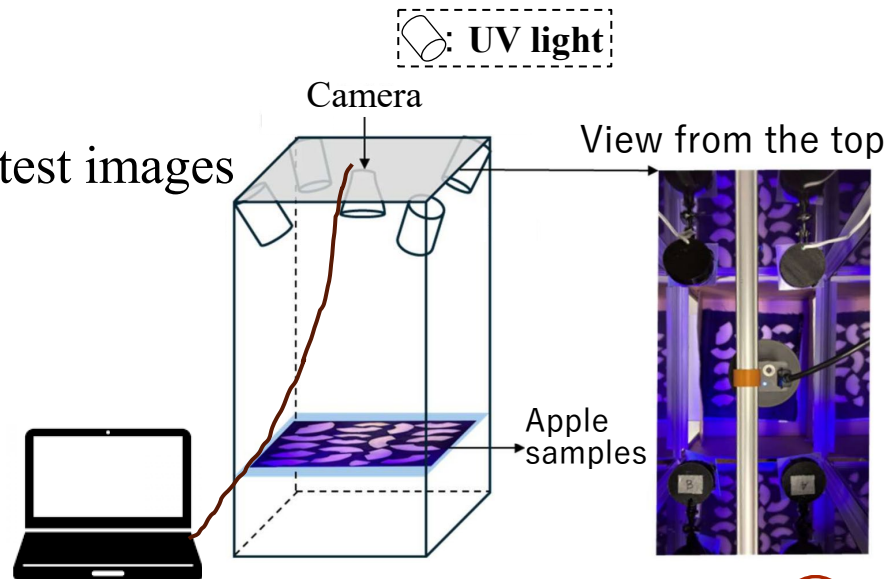 : UV light
Camera
test images
View from the top
Apple
samples
B